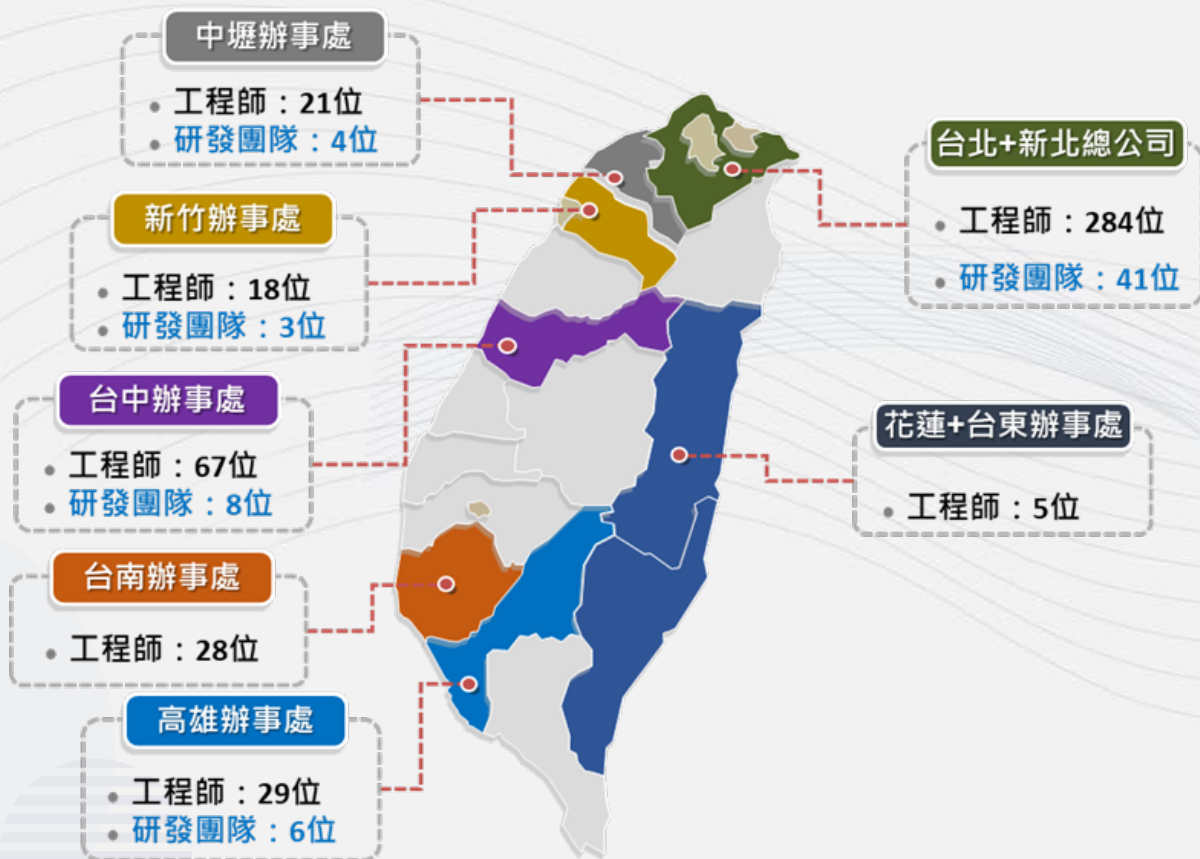 中壢辦事處
工程師：21位
研發團隊：4位
新竹辦事處
工程師：18位
研發團隊：3位
台中辦事處
工程師：67位
研發團隊：8位
台南辦事處
工程師：28位
高雄辦事處
工程師：29位
研發團隊：6位
台北+新北總公司
工程師：284位
研發團隊：41位
花蓮+台東辦事處
工程師：5位